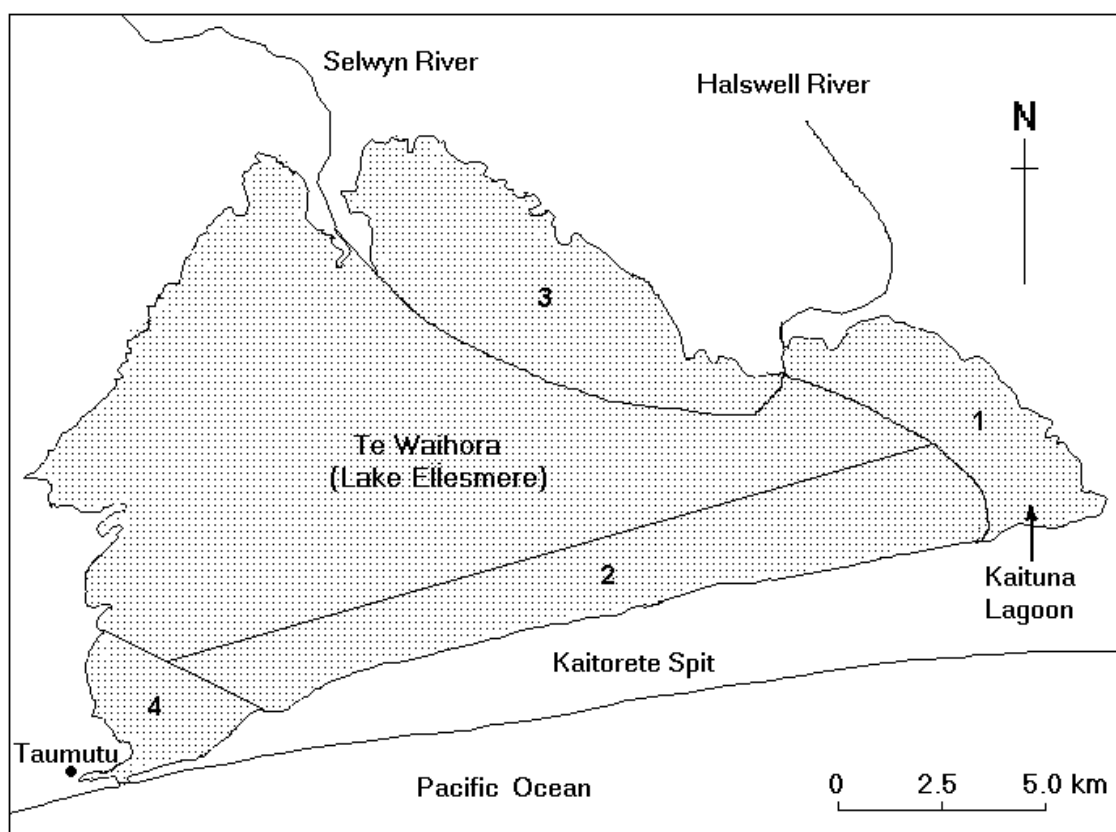 Selwyn River
Halswell River
N
3
1
Te Waihora
(Lake Ellesmere)
2
Kaituna
Lagoon
Kaitorete Spit
4
Taumutu
Pacific Ocean
0 2.5 5.0 km